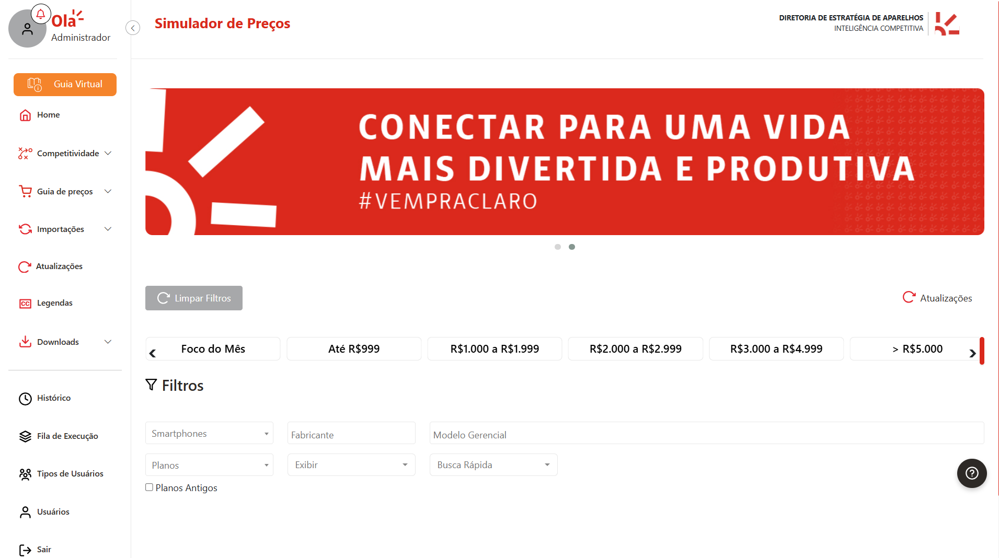 Olá
Administrador
Simulador de Preços
DIRETORIA DE ESTRATÉGIA DE APARELHOS
INTELIGÊNCIA COMPETITIVA
Guia Virtual
Home
Competitividade
Guia de preços
Importações
Atualizações
CC Legendas
Downloads
Histórico
Fila de Execução
Tipos de Usuários
Usuários
Sair
CONECTAR PARA UMA VIDA
MAIS DIVERTIDA E PRODUTIVA
#VEMPRACLARO
Limpar Filtros
Atualizações
Foco do Mês
Até R$999
R$1.000 a R$1.999
R$2.000 a R$2.999
R$3.000 a R$4.999
> R$5.000
Filtros
Smartphones
Fabricante
Modelo Gerencial
Planos
Exibir
Busca Rápida
Planos Antigos